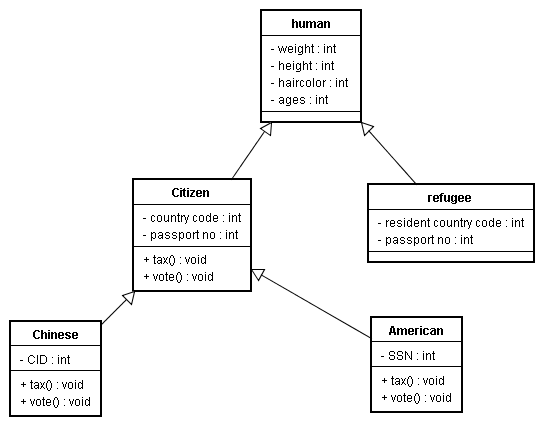 human
- weight : int
- height : int
- haircolor : int
- ages : int
Citizen
- country code : int
- passport no : int
+ tax() : void
+ vote() : void
refugee
- resident country code : int
- passport no : int
Chinese
- CID : int
+ tax() : void
+ vote() : void
American
- SSN : int
+ tax() : void
+ vote() : void